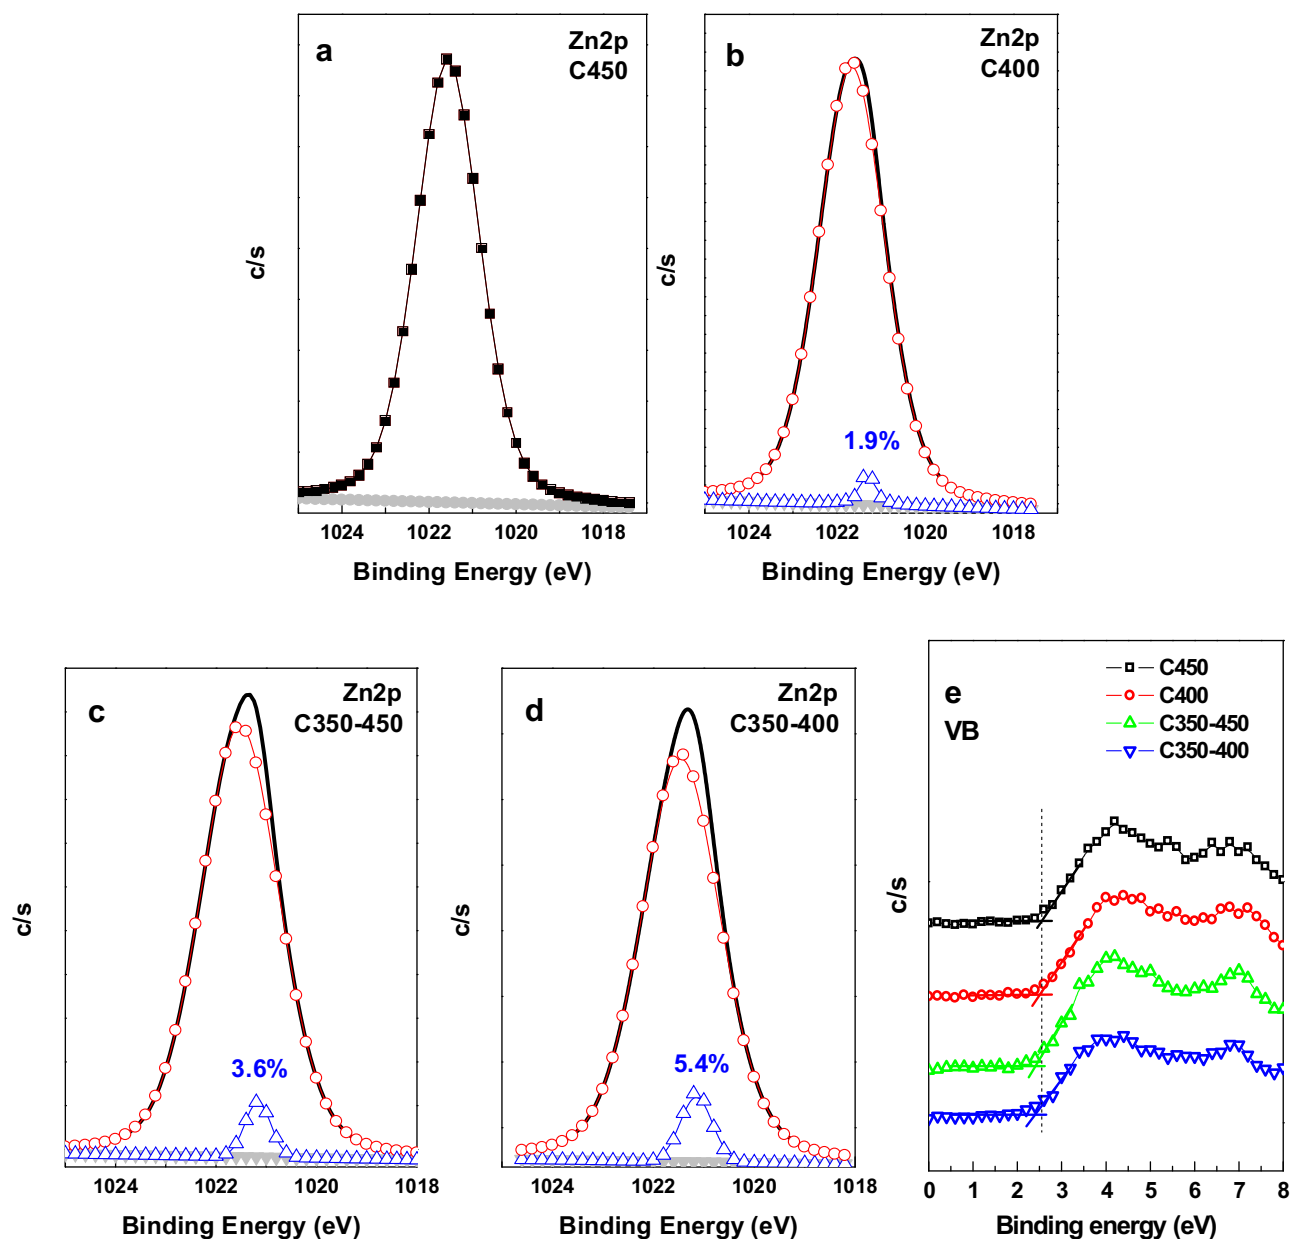 a
Zn2p
C450
c/s
1024 1022 1020 1018
Binding Energy (eV)
b
Zn2p
C400
1.9%
c/s
1024 1022 1020 1018
Binding Energy (eV)
c
Zn2p
C350-450
3.6%
c/s
1024 1022 1020 1018
Binding Energy (eV)
d
Zn2p
C350-400
5.4%
c/s
1024 1022 1020 1018
Binding Energy (eV)
e
VB
C450
C400
C350-450
C350-400
c/s
0 1 2 3 4 5 6 7 8
Binding energy (eV)